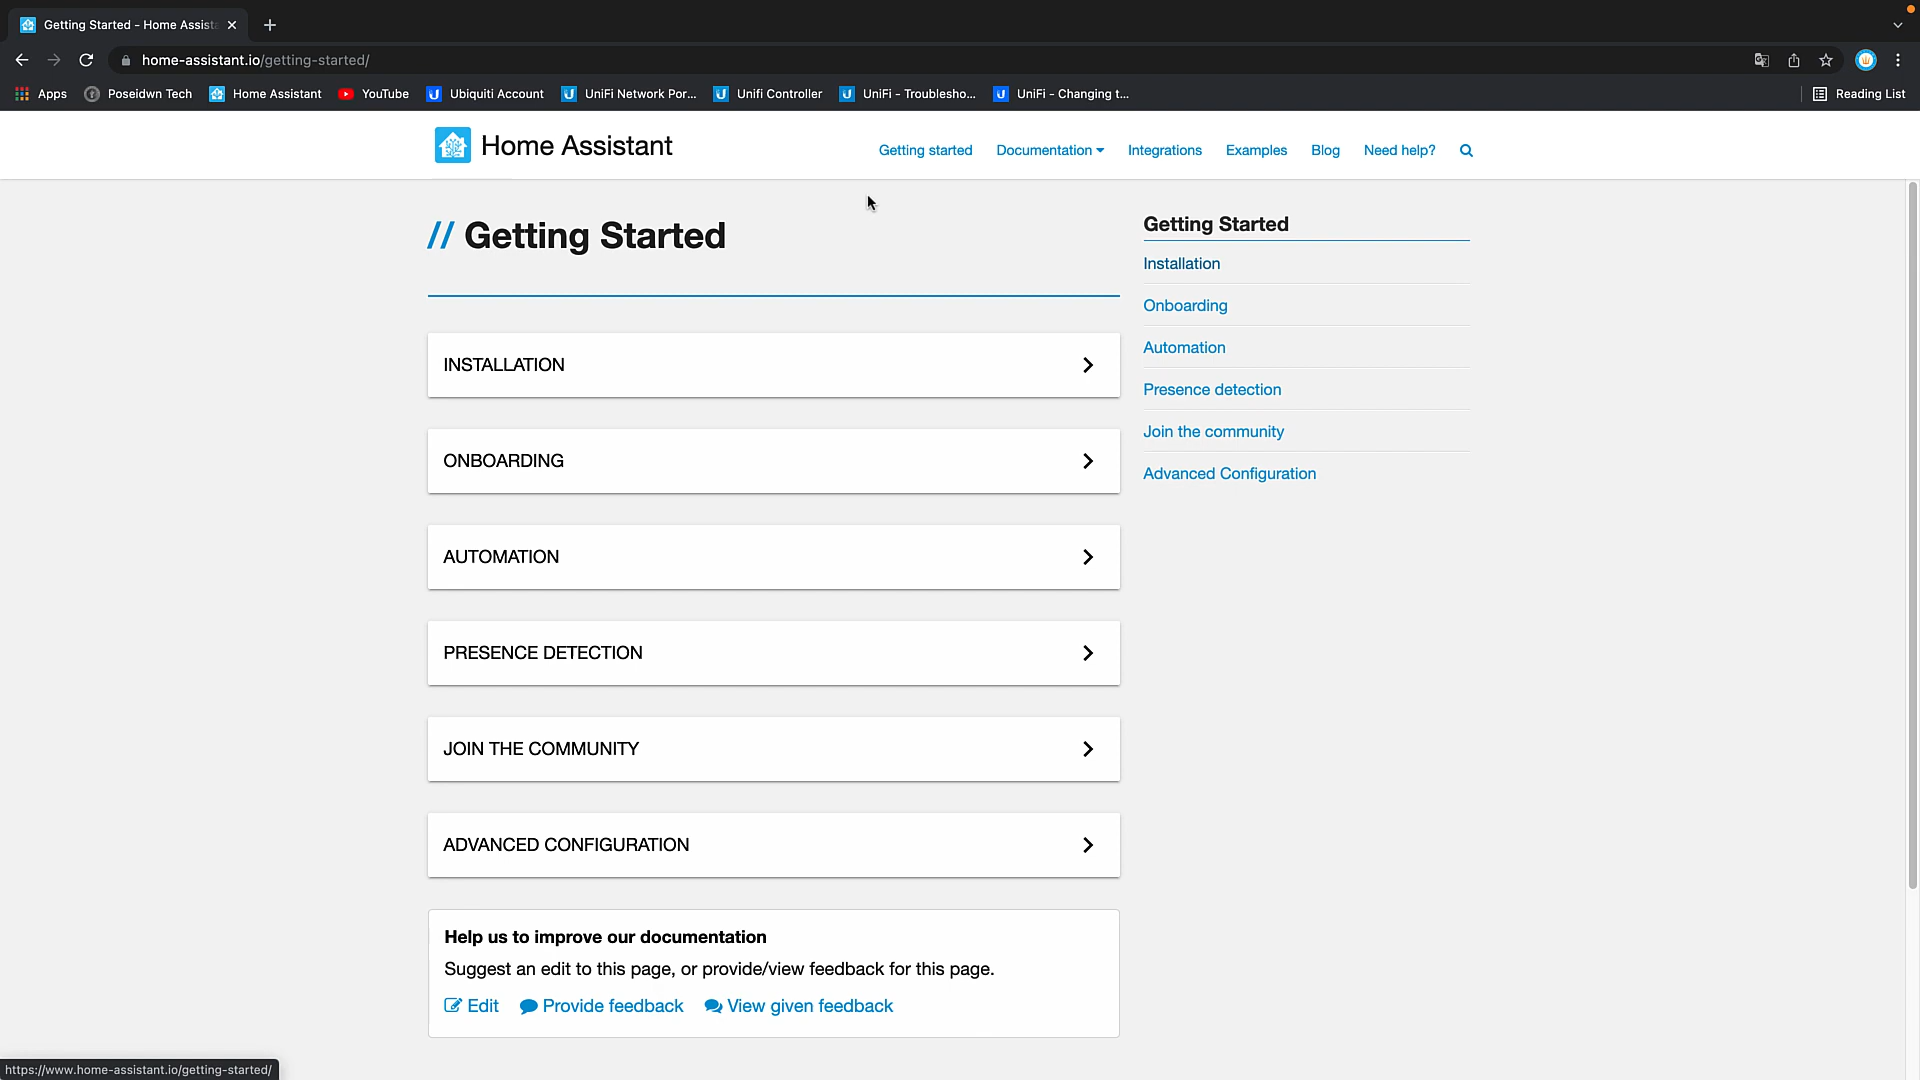 Getting Started - Home Assist
home-assistant.io/getting-started/
Apps Poseidwn Tech Home Assistant YouTube Ubiquiti Account UniFi Network Por... Unifi Controller UniFi - Troublesho... UniFi - Changing t... Reading List
Home Assistant
Getting started Documentation Integrations Examples Blog Need help?
// Getting Started
INSTALLATION
ONBOARDING
AUTOMATION
PRESENCE DETECTION
JOIN THE COMMUNITY
ADVANCED CONFIGURATION
Help us to improve our documentation
Suggest an edit to this page, or provide/view feedback for this page.
Edit Provide feedback View given feedback
Getting Started
Installation
Onboarding
Automation
Presence detection
Join the community
Advanced Configuration
https://www.home-assistant.io/getting-started/